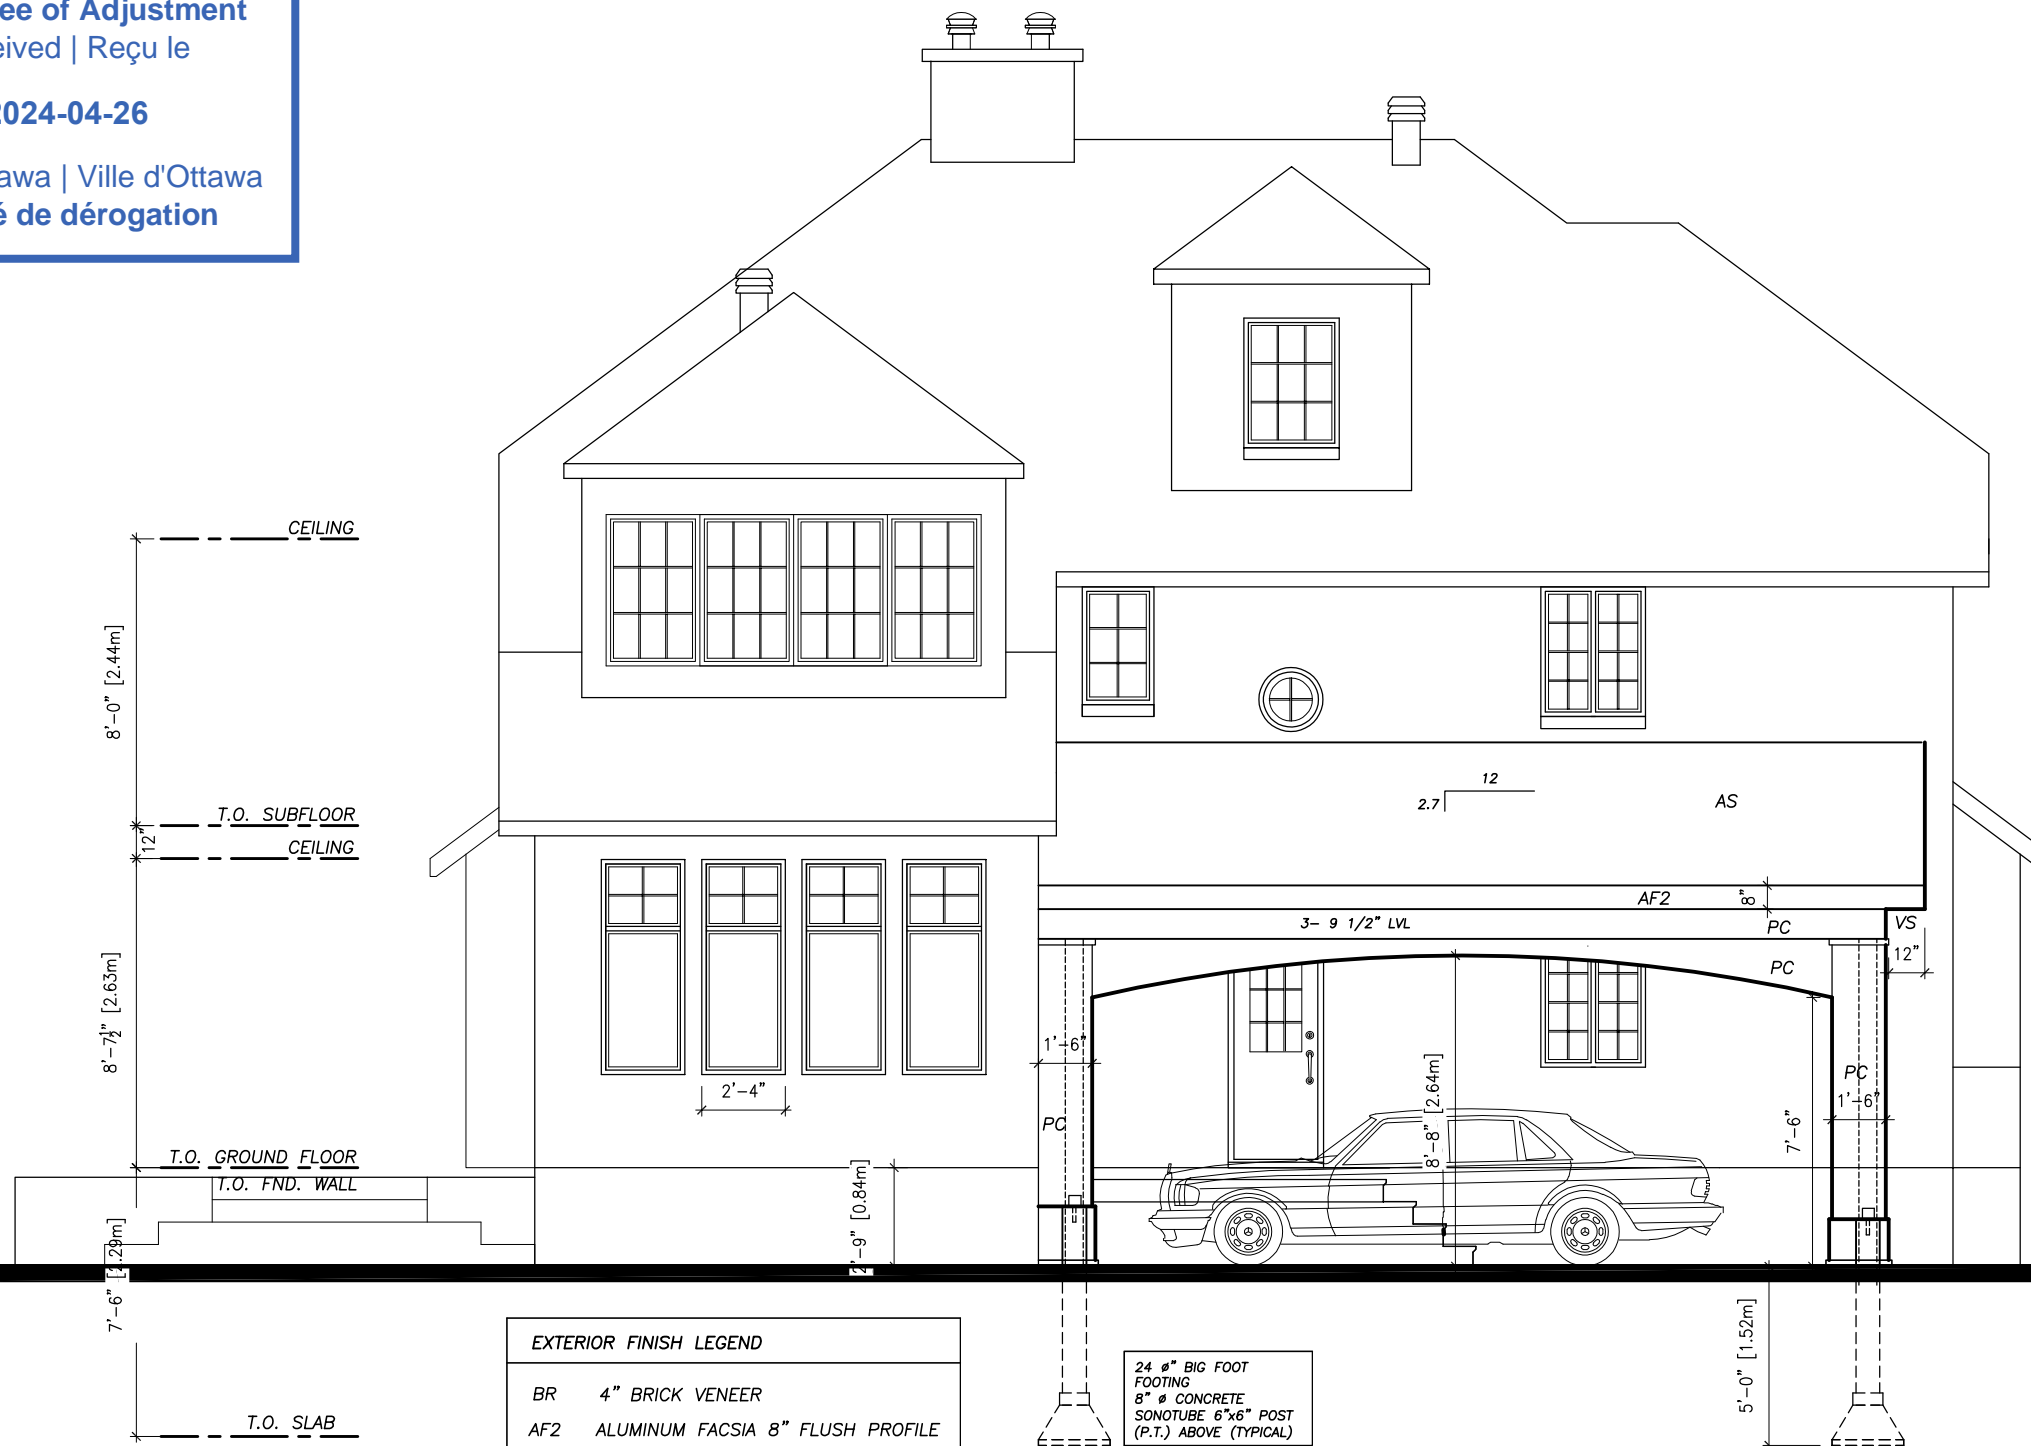 ee of Adjustment
eived | Reçu le
2024-04-26
awa | Ville d'Ottawa
é de dérogation
CEILING
8'-0" [2.44m]
T.O. SUBFLOOR
12"
CEILING
8'-7½" [2.63m]
T.O. GROUND FLOOR
T.O. FND. WALL
7'-6" [2.29m]
T.O. SLAB
2'-4"
2'-9" [0.84m]
12
2.7
AS
AF2
8"
3- 9 1/2" LVL
PC
VS
12"
PC
1'-6"
PC
8'-8" [2.64m]
PC
1'-6"
7'-6"
5'-0" [1.52m]
EXTERIOR FINISH LEGEND
BR 4" BRICK VENEER
AF2 ALUMINUM FACSIA 8" FLUSH PROFILE
24 ø" BIG FOOT
FOOTING
8" ø CONCRETE
SONOTUBE 6"x6" POST
(P.T.) ABOVE (TYPICAL)